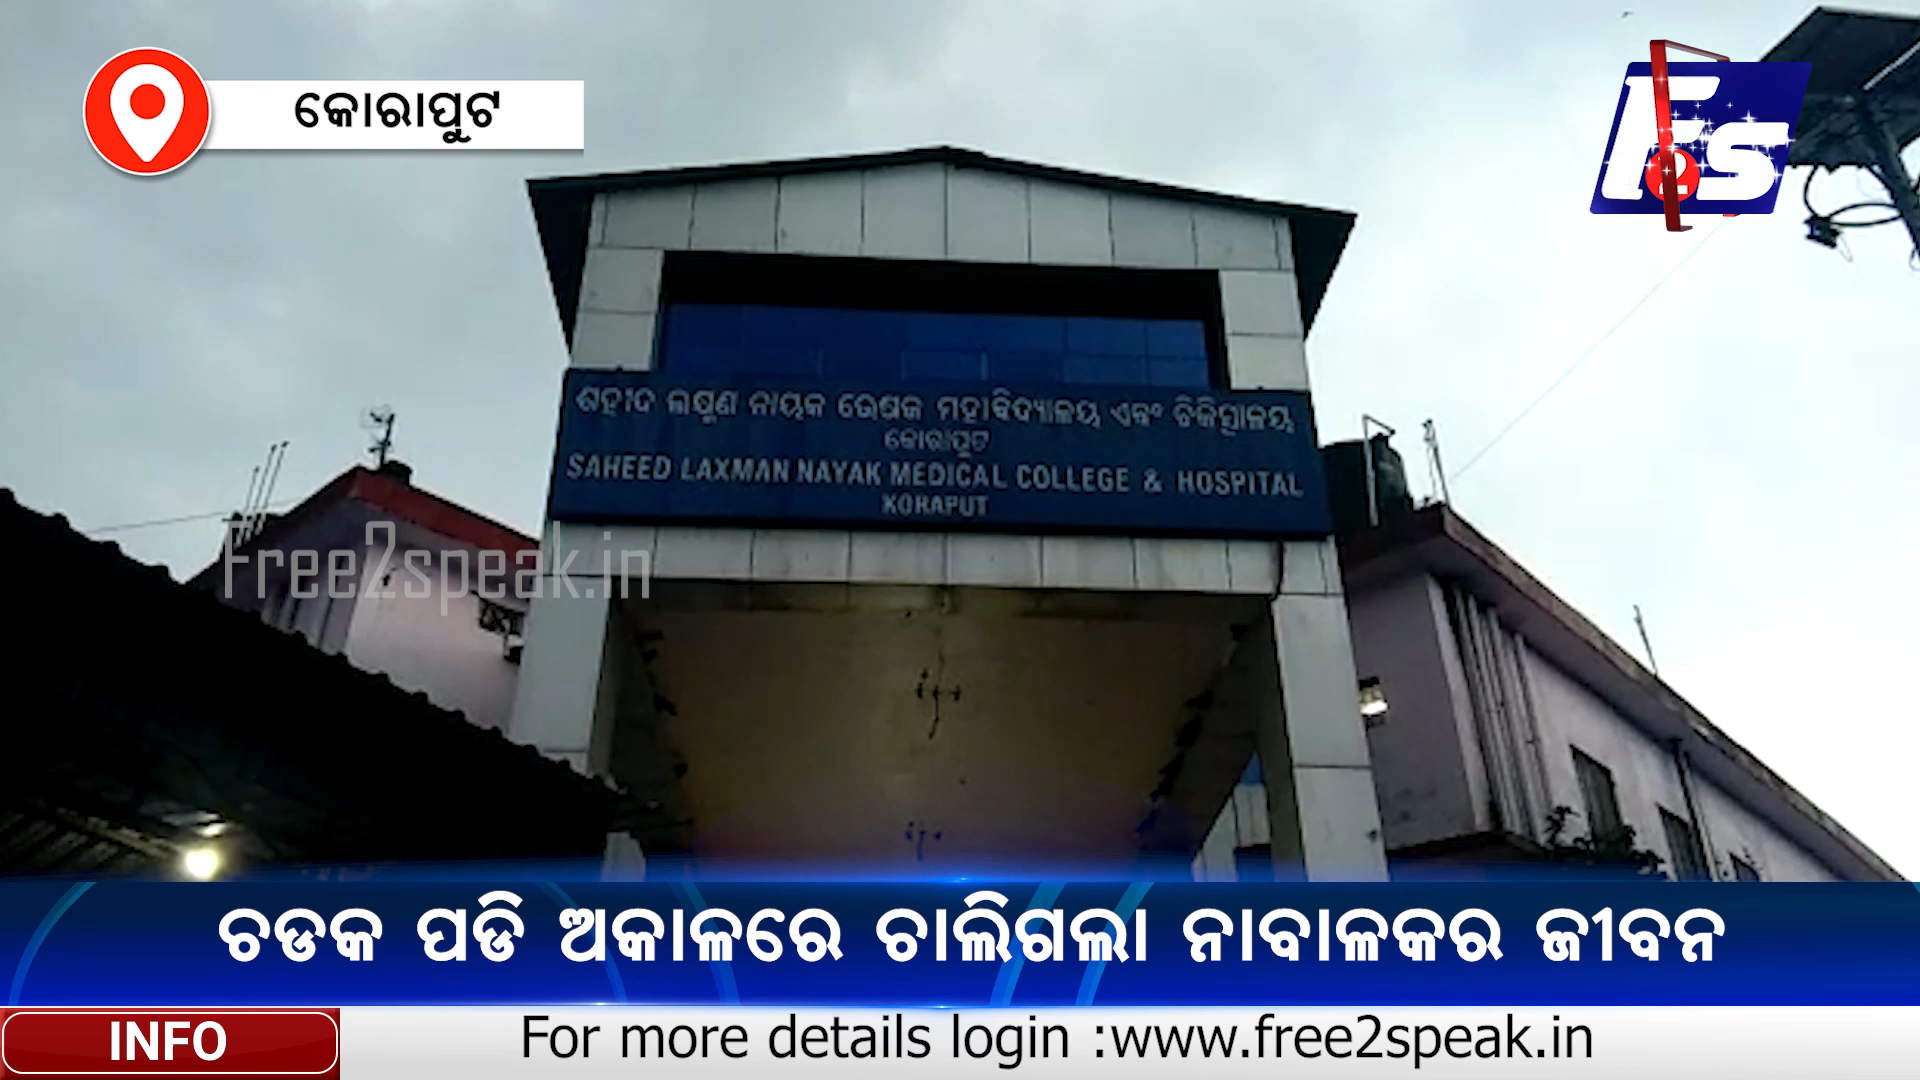 କୋରାପୁଟ
F2S
ଶହୀଦ ଲକ୍ଷ୍ମଣ ନାୟକ ଭେଷଜ ମହାବିଦ୍ୟାଳୟ ଏବଂ ଚିକିତ୍ସାଳୟ
କୋରାପୁଟ
SAHEED LAXMAN NAYAK MEDICAL COLLEGE & HOSPITAL
KORAPUT
Free2speak.in
ଚଡକ ପଡି ଅକାଳରେ ଚାଲିଗଲା ନାବାଳକର ଜୀବନ
INFO
For more details login :www.free2speak.in